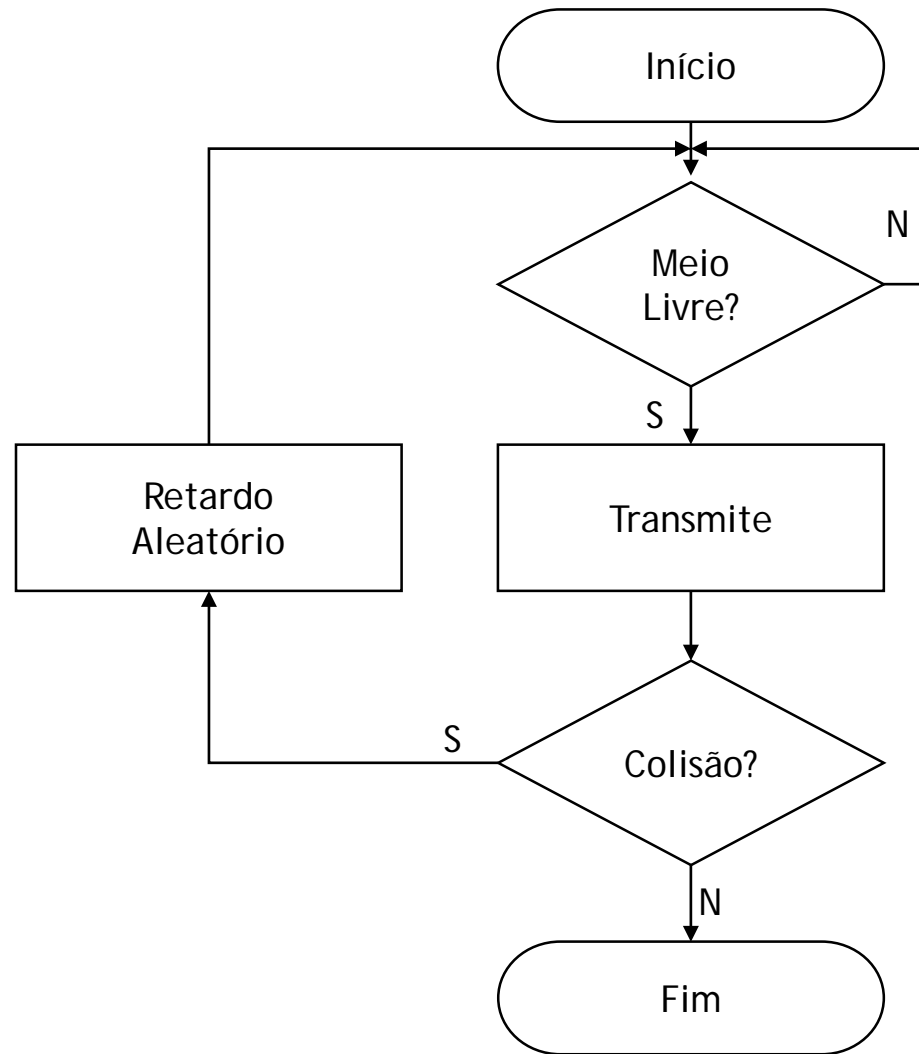 Início
N
Meio
Livre?
S
Retardo
Aleatório
Transmite
S
Colisão?
N
Fim